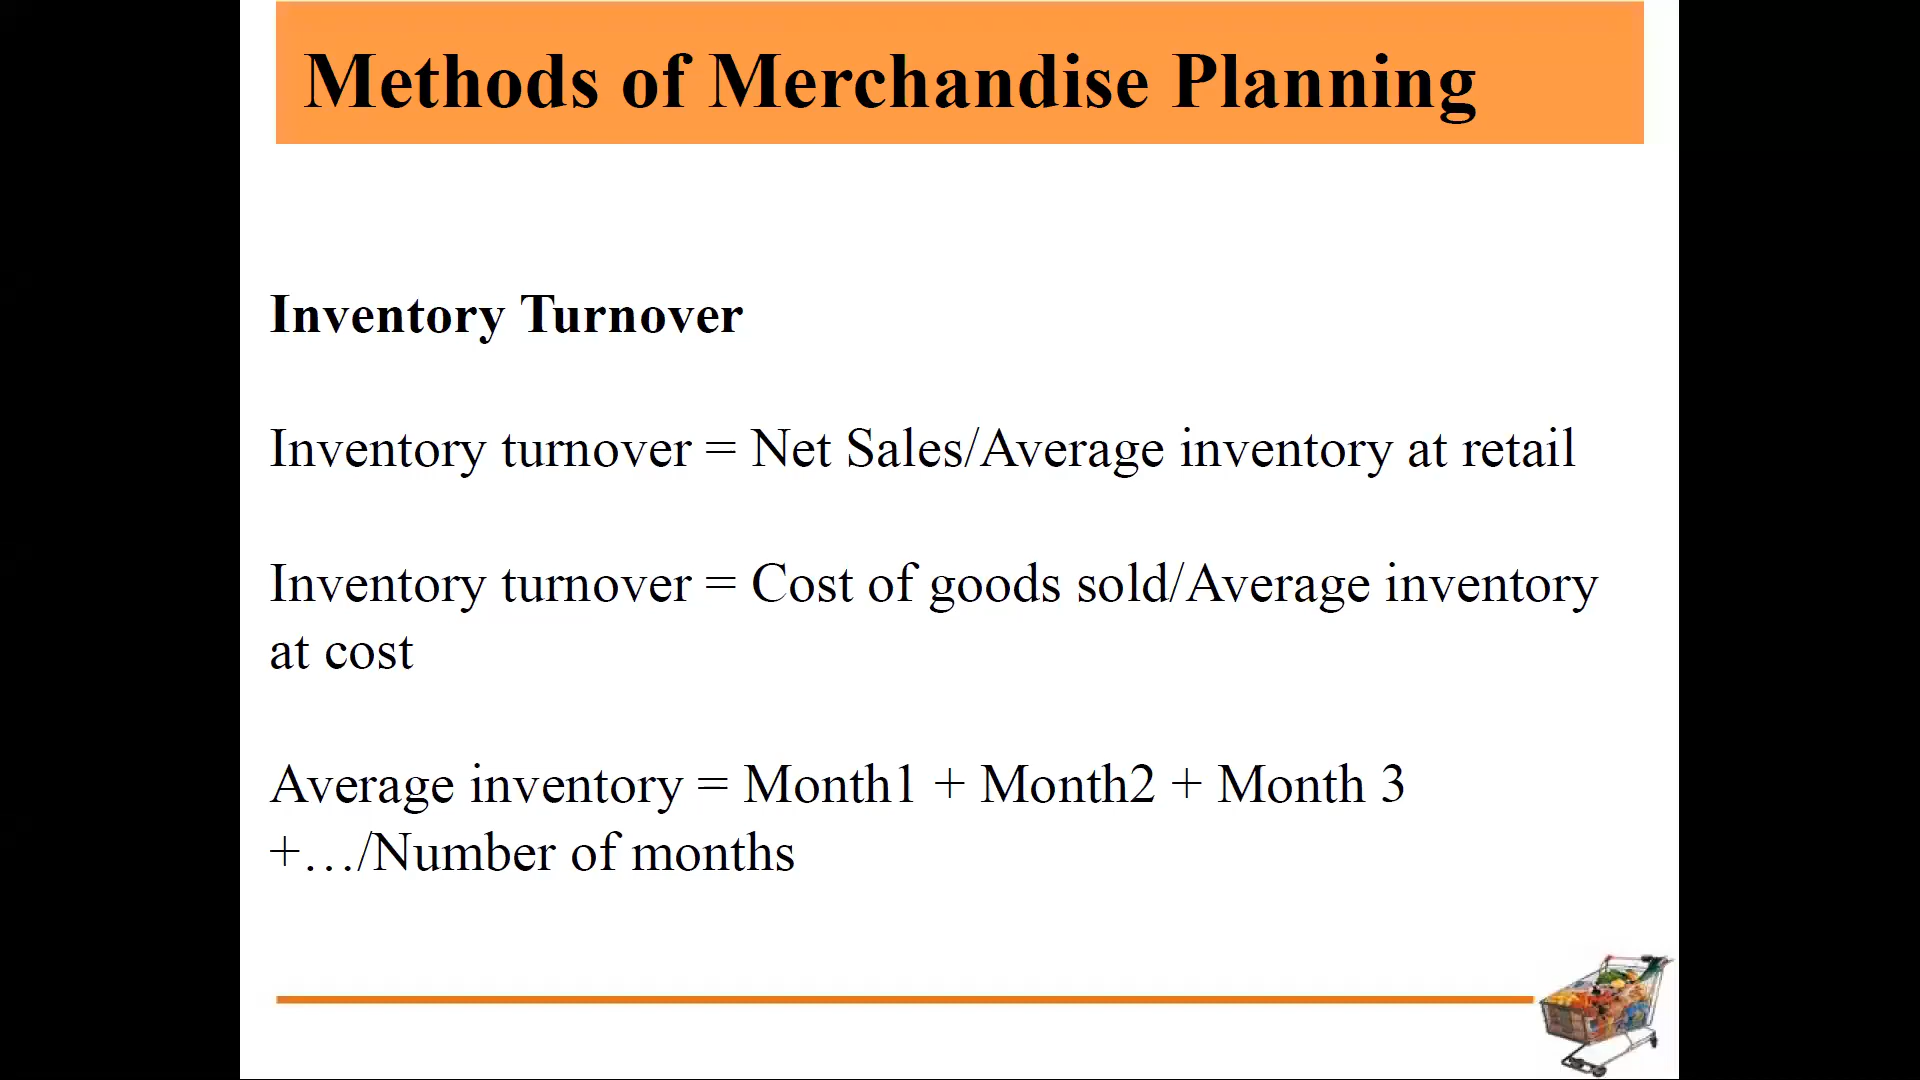 Methods of Merchandise Planning
Inventory Turnover
Inventory turnover = Net Sales/Average inventory at retail
Inventory turnover = Cost of goods sold/Average inventory
at cost
Average inventory = Month1 + Month2 + Month 3
+…/Number of months